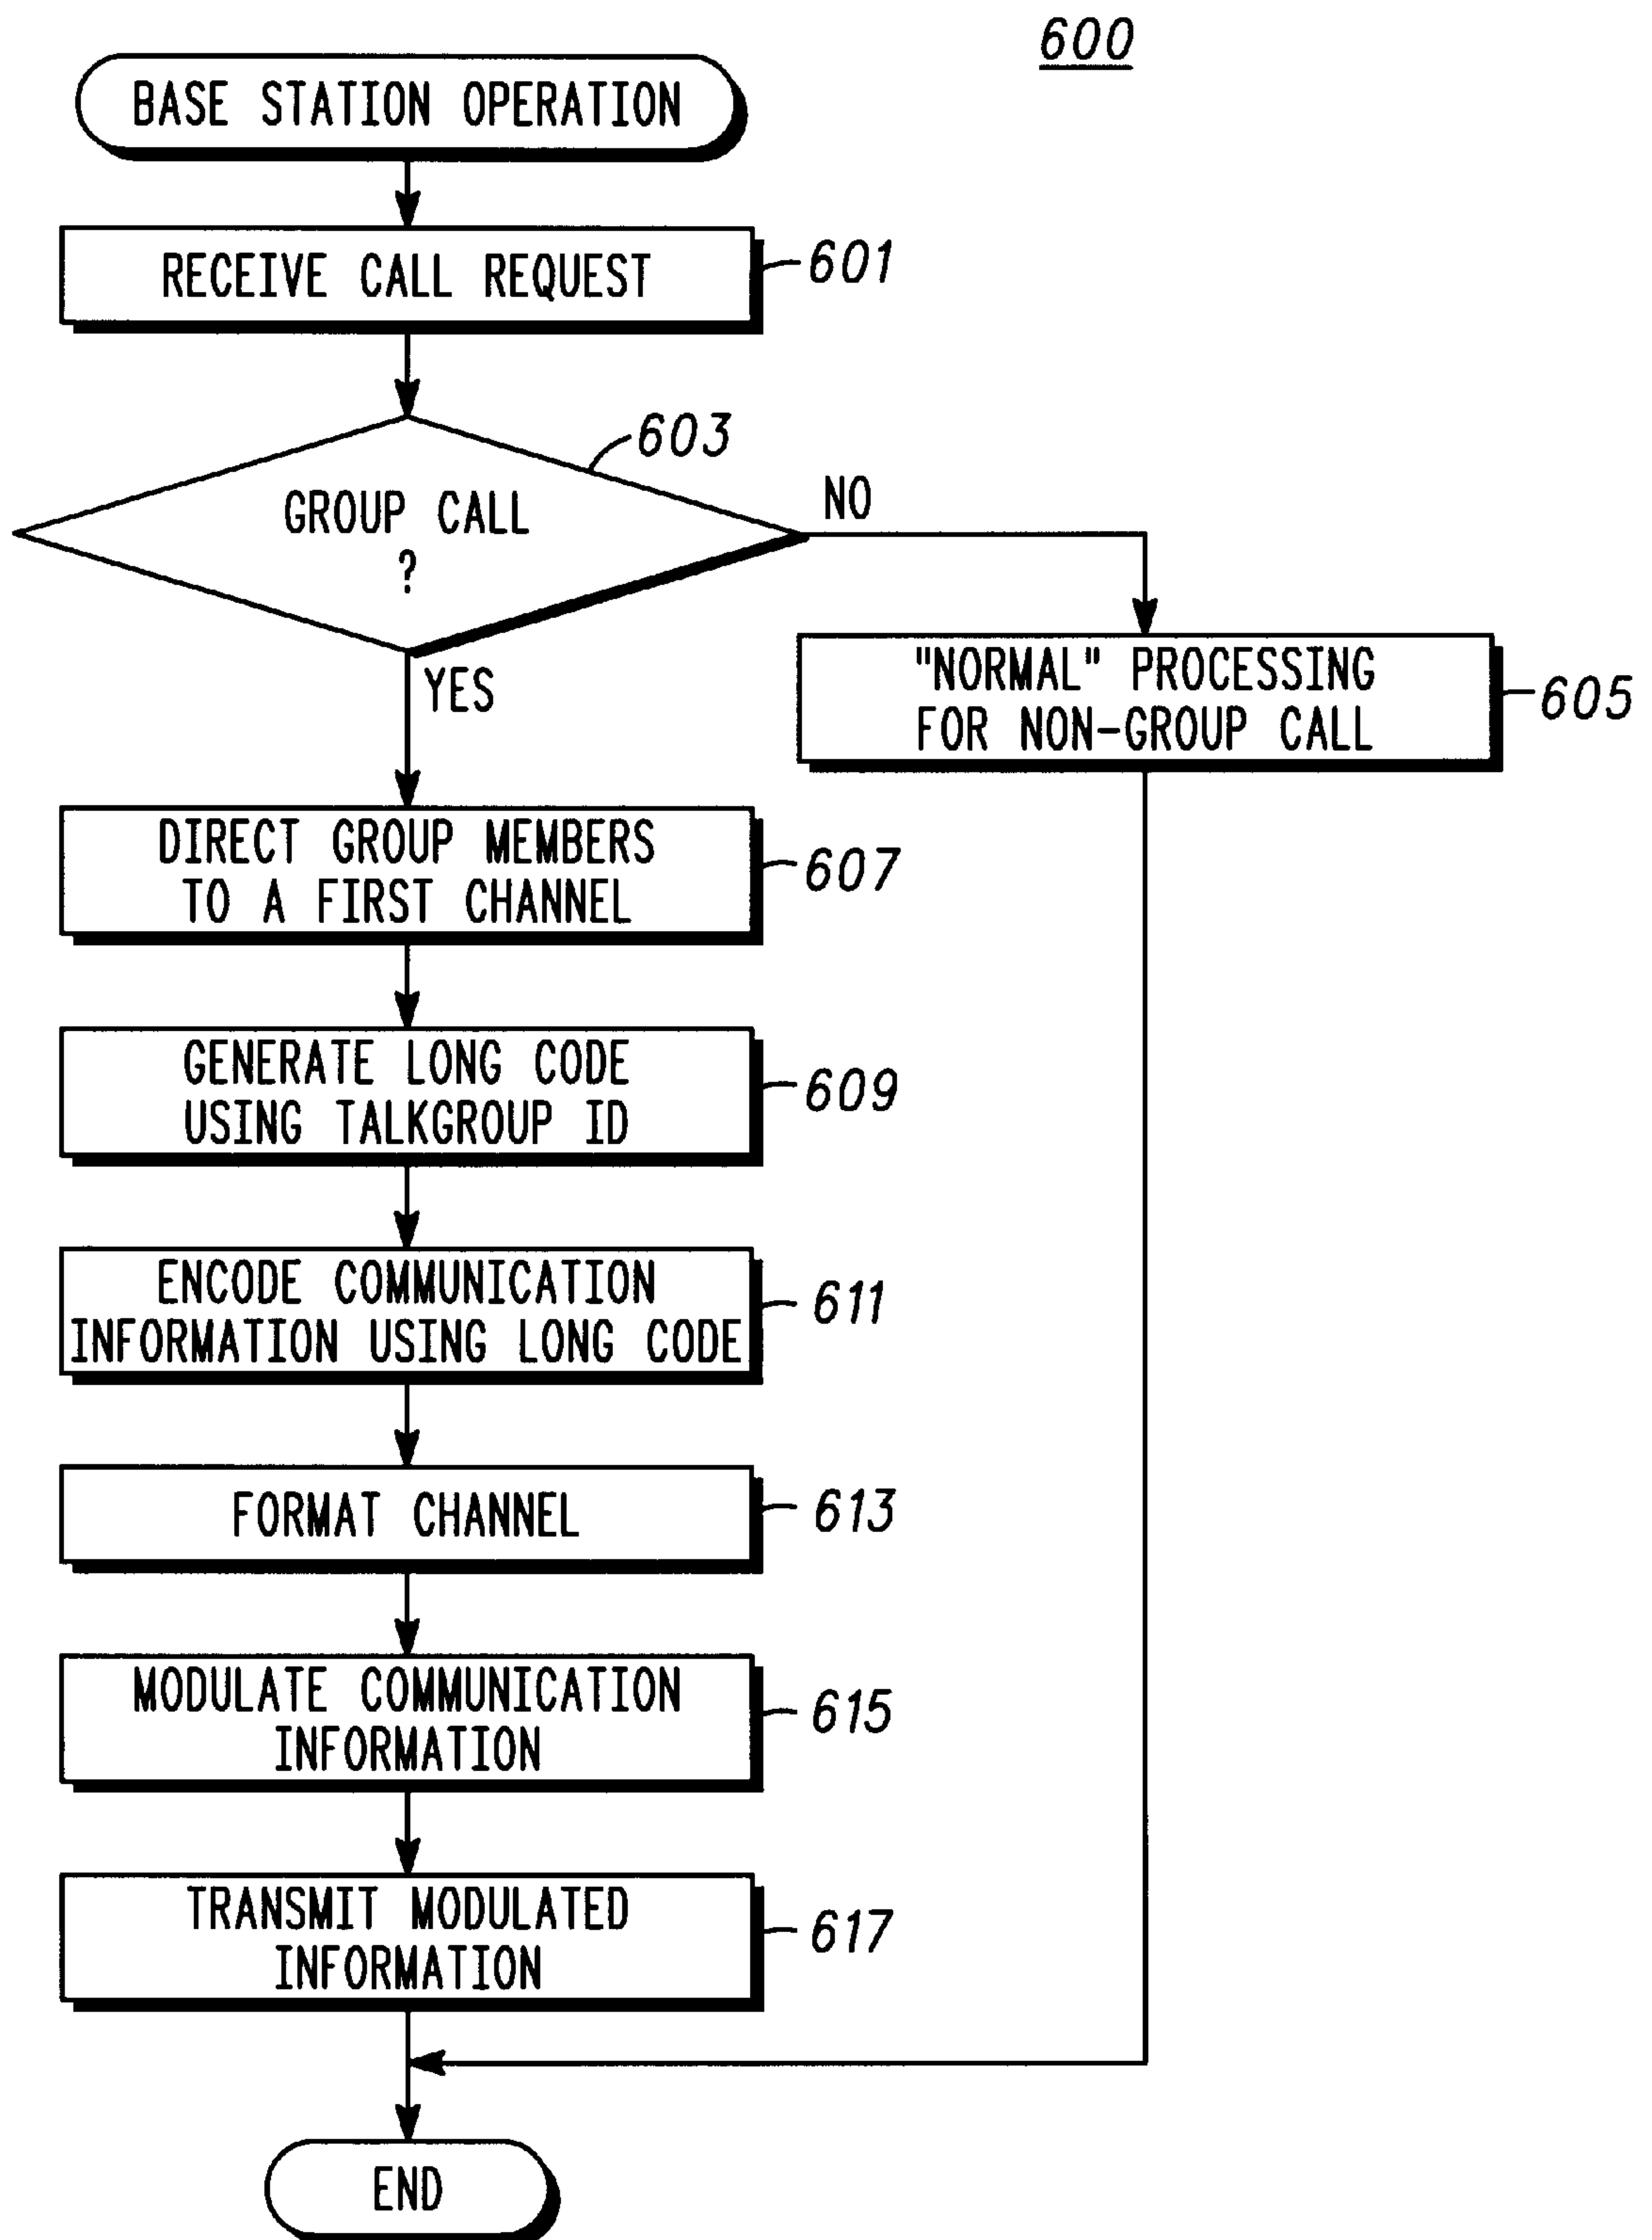 600
BASE STATION OPERATION
RECEIVE CALL REQUEST
601
603
GROUP CALL
?
NO
YES
"NORMAL" PROCESSING
FOR NON-GROUP CALL
605
DIRECT GROUP MEMBERS
TO A FIRST CHANNEL
607
GENERATE LONG CODE
USING TALKGROUP ID
609
ENCODE COMMUNICATION
INFORMATION USING LONG CODE
611
FORMAT CHANNEL
613
MODULATE COMMUNICATION
INFORMATION
615
TRANSMIT MODULATED
INFORMATION
617
END